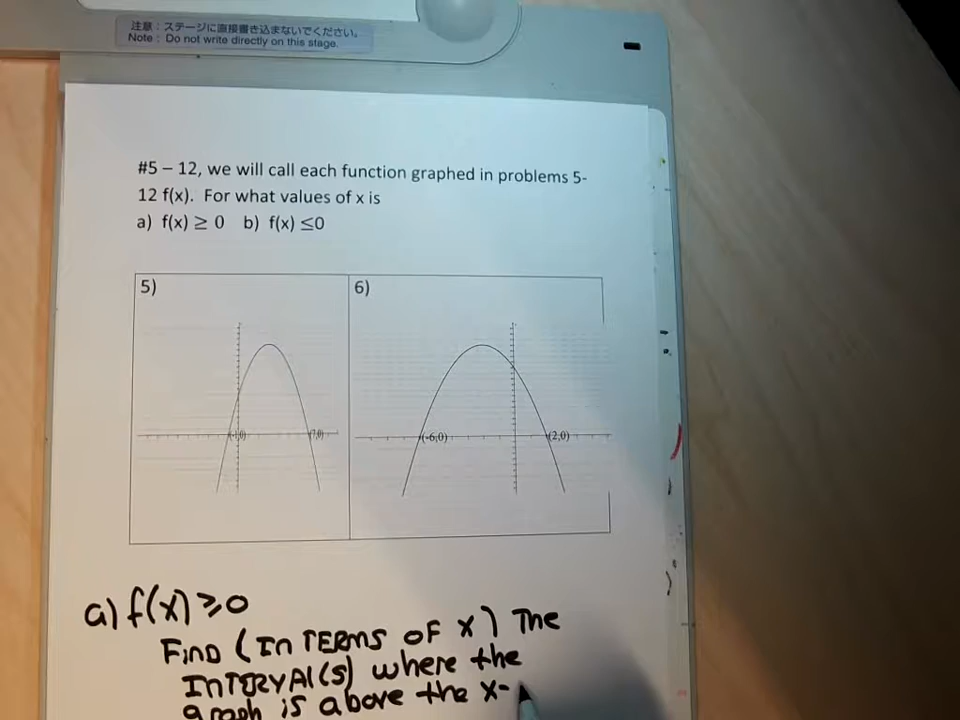 注意：ステージに直接書き込まないでください。
Note : Do not write directly on this stage.
#5 – 12, we will call each function graphed in problems 5-
12 f(x). For what values of x is
a) f(x) ≥ 0 b) f(x) ≤0
5)
6)
(-1,0)
(7,0)
(-6,0)
(2,0)
a) f(x) ≥ 0
FIND (IN TERMS OF X) THE
INTERVAl(S) where the
graph is above the x-